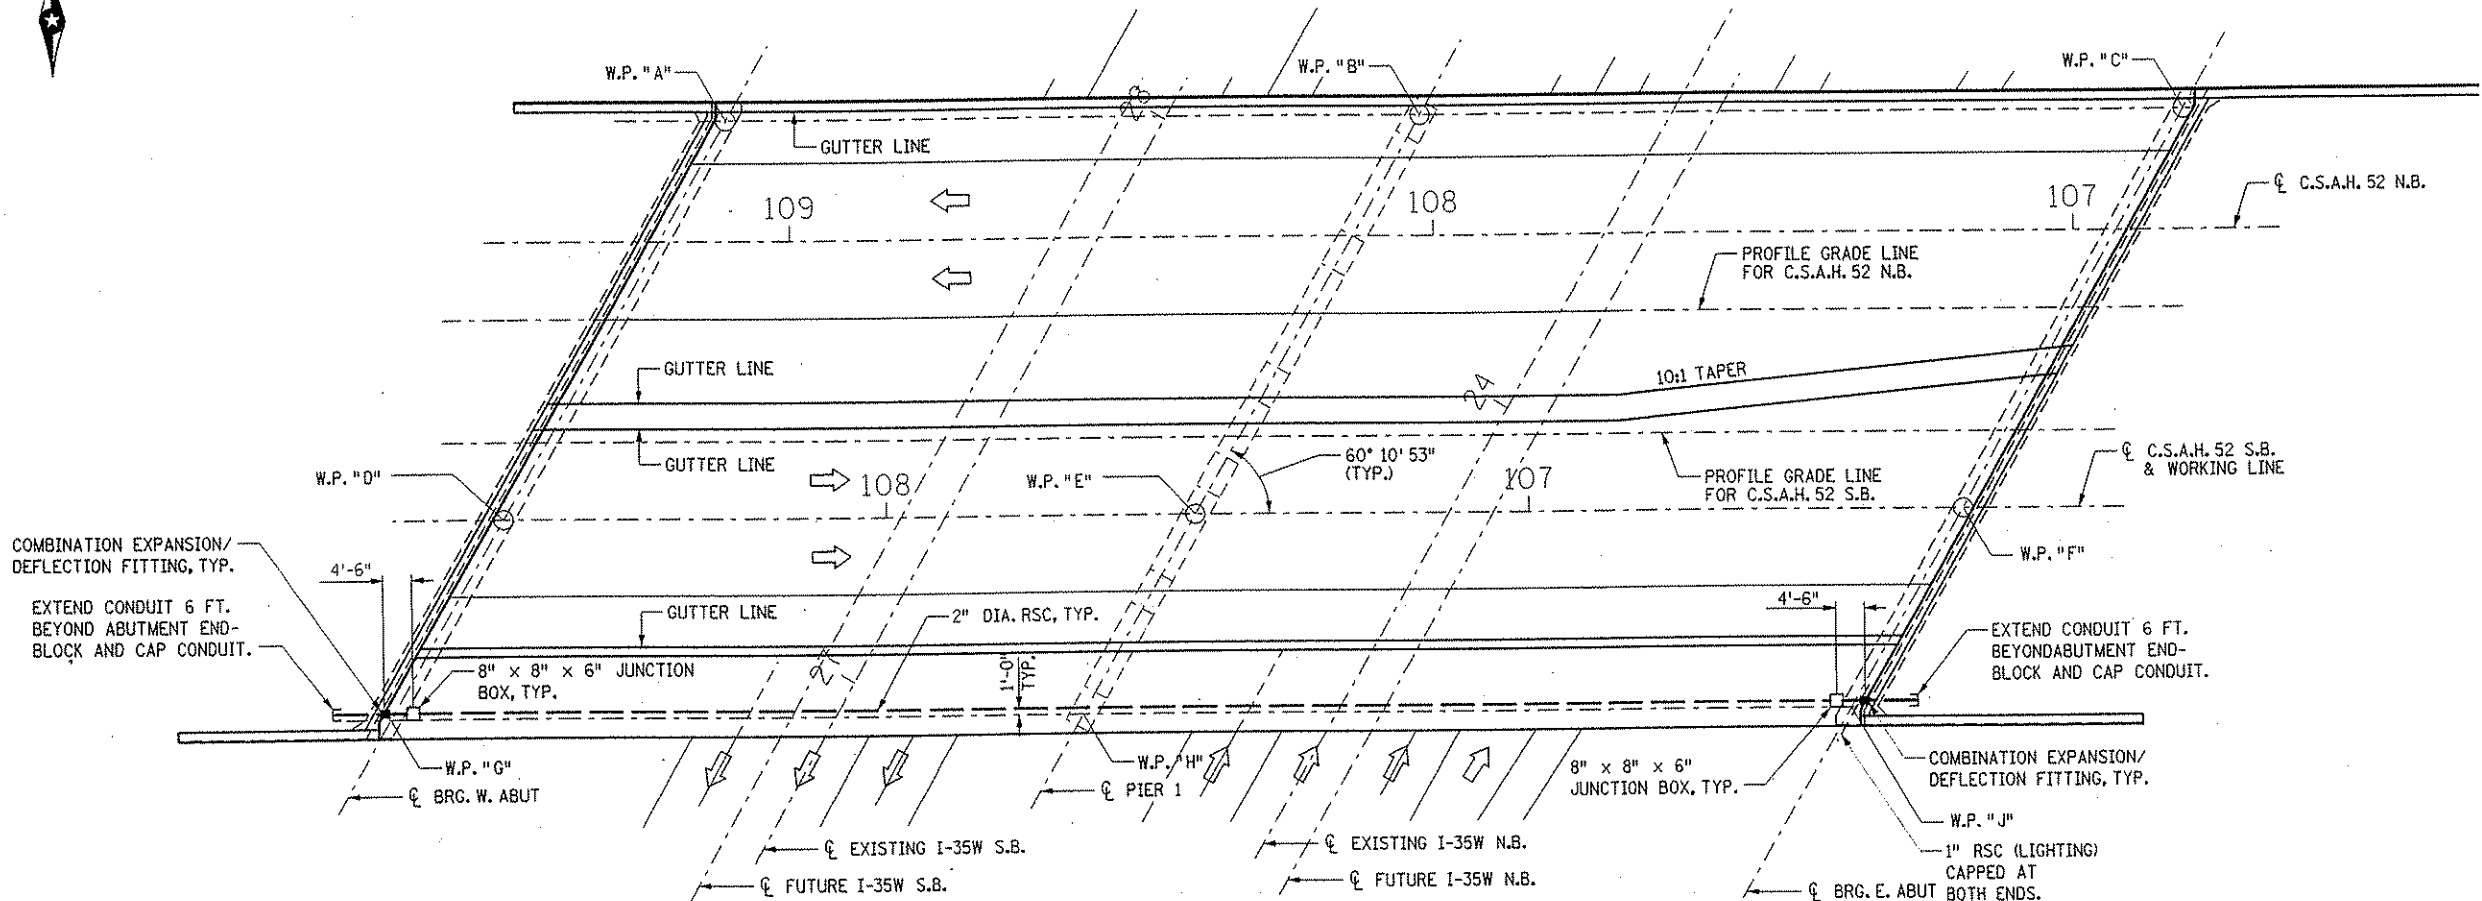 W.P. "A"
W.P. "B"
W.P. "C"
23
GUTTER LINE
109
108
107
℄ C.S.A.H. 52 N.B.
PROFILE GRADE LINE
FOR C.S.A.H. 52 N.B.
GUTTER LINE
10:1 TAPER
24
GUTTER LINE
W.P. "D"
108
W.P. "E"
60° 10' 53"
(TYP.)
107
PROFILE GRADE LINE
FOR C.S.A.H. 52 S.B.
℄ C.S.A.H. 52 S.B.
& WORKING LINE
COMBINATION EXPANSION/
DEFLECTION FITTING, TYP.
4'-6"
W.P. "F"
EXTEND CONDUIT 6 FT.
BEYOND ABUTMENT END-
BLOCK AND CAP CONDUIT.
GUTTER LINE
2" DIA. RSC, TYP.
4'-6"
EXTEND CONDUIT 6 FT.
BEYONDABUTMENT END-
BLOCK AND CAP CONDUIT.
8" x 8" x 6" JUNCTION
BOX, TYP.
27
1'-0"
TYP.
W.P. "G"
℄ BRG. W. ABUT
W.P. "H"
℄ PIER 1
8" x 8" x 6"
JUNCTION BOX, TYP.
COMBINATION EXPANSION/
DEFLECTION FITTING, TYP.
W.P. "J"
℄ EXISTING I-35W S.B.
℄ FUTURE I-35W S.B.
℄ EXISTING I-35W N.B.
℄ FUTURE I-35W N.B.
1" RSC (LIGHTING)
CAPPED AT
BOTH ENDS.
℄ BRG. E. ABUT